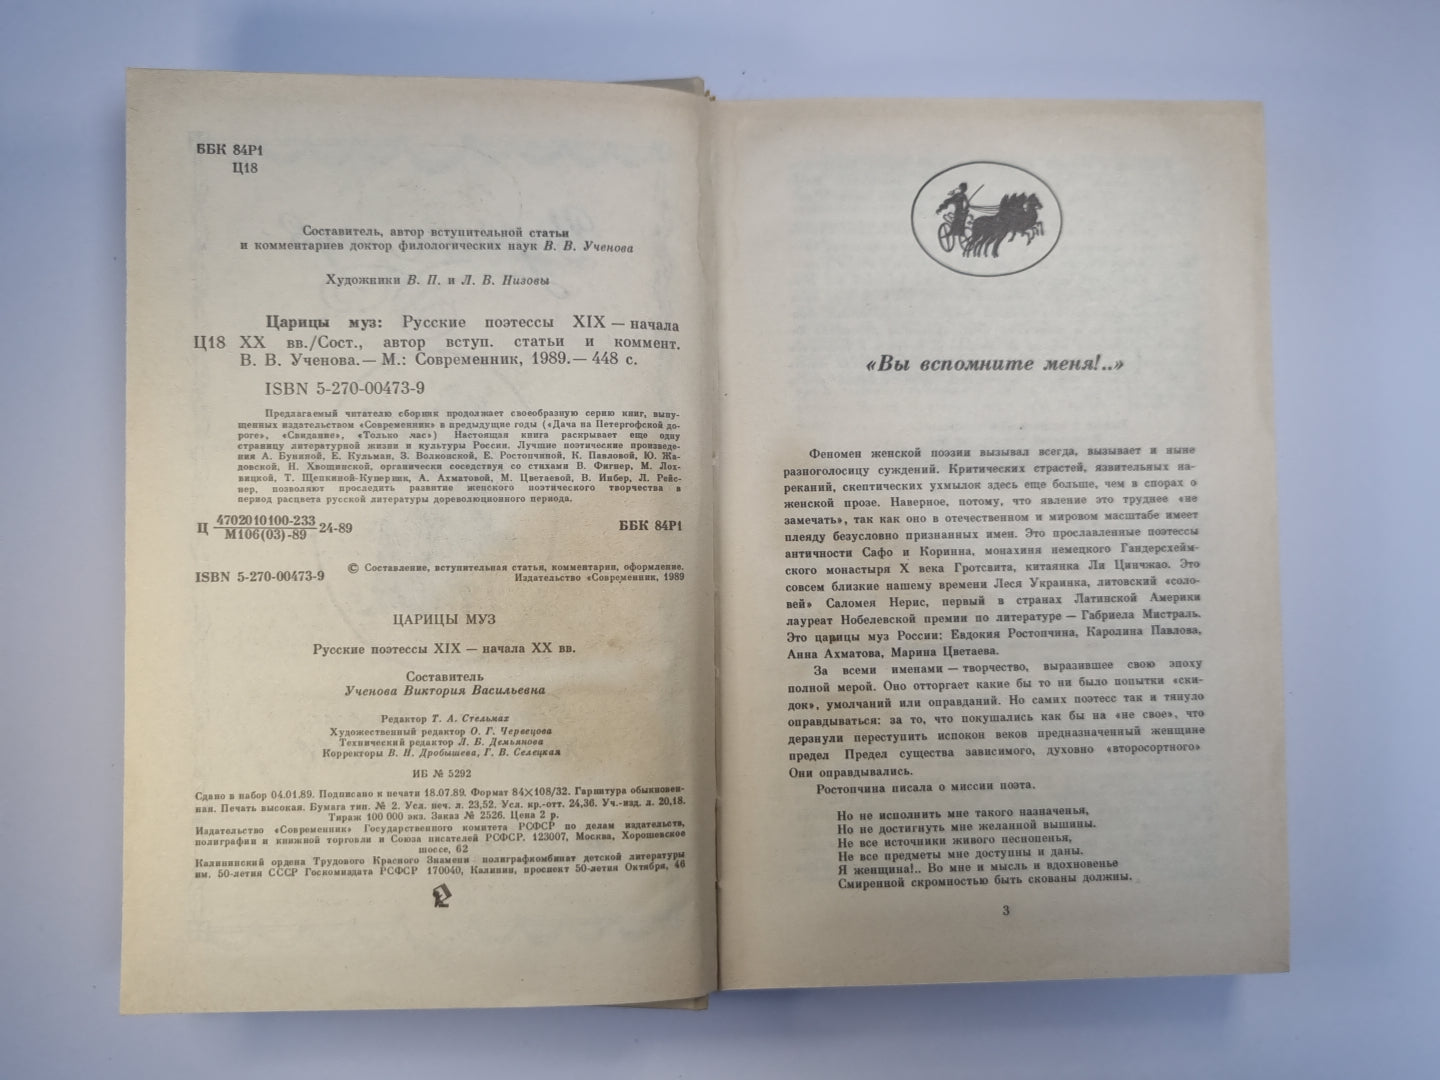 ББК 84Р1
Ц18
Составитель, автор вступительной статьи
и комментариев доктор филологических наук В. В. Ученова
Художники В. П. и Л. В. Низовы
Царицы муз: Русские поэтессы XIX — начала
Ц18 XX вв./Сост., автор вступ. статьи и коммент.
В. В. Ученова.— М.: Современник, 1989.— 448 с.
ISBN 5-270-00473-9
Предлагаемый читателю сборник продолжает своеобразную серию книг, выпу-
щенных издательством «Современник» в предыдущие годы («Дача на Петергофской до-
роге», «Свидание», «Только час») Настоящая книга раскрывает еще одну
страницу литературной жизни и культуры России. Лучшие поэтические произведе-
ния А. Буниной, Е. Кульман, З. Волконской, Е. Ростопчиной, К. Павловой, Ю. Жа-
довской, Н. Хвощинской, органически соседствуя со стихами В. Фигнер, М. Лох-
вицкой, Т. Щепкиной-Куперник, А. Ахматовой, М. Цветаевой, В. Инбер, Л. Рейс-
нер, позволяют проследить развитие женского поэтического творчества в
период расцвета русской литературы дореволюционного периода.
Ц 4702010100-233 24-89 ББК 84Р1
М106(03)-89
ISBN 5-270-00473-9 © Составление, вступительная статья, комментарии, оформление.
Издательство «Современник, 1989
ЦАРИЦЫ МУЗ
Русские поэтессы XIX — начала XX вв.
Составитель
Ученова Виктория Васильевна
Редактор Т. А. Стельмах
Художественный редактор О. Г. Червецова
Технический редактор Л. Б. Демьянова
Корректоры В. Н. Дробышева, Г. В. Селецкая
ИБ № 5292
Сдано в набор 04.01.89. Подписано к печати 18.07.89. Формат 84×108/32. Гарнитура обыкновен-
ная. Печать высокая. Бумага тип. № 2. Усл. печ. л. 23,52. Усл. кр.-отт. 24,36. Уч.-изд. л. 20,18.
Тираж 100 000 экз. Заказ № 2526. Цена 2 р.
Издательство «Современник» Государственного комитета РСФСР по делам издательств,
полиграфии и книжной торговли и Союза писателей РСФСР. 123007, Москва, Хорошевское
шоссе, 62
Калининский ордена Трудового Красного Знамени полиграфкомбинат детской литературы
им. 50-летия СССР Госкомиздата РСФСР 170040, Калинин, проспект 50-летия Октября, 46
«Вы вспомните меня!..»
Феномен женской поэзии вызывал всегда, вызывает и ныне
разноголосицу суждений. Критических страстей, язвительных на-
реканий, скептических ухмылок здесь еще больше, чем в спорах о
женской прозе. Наверное, потому, что явление это труднее «не
замечать», так как оно в отечественном и мировом масштабе имеет
плеяду безусловно признанных имен. Это прославленные поэтессы
античности Сафо и Коринна, монахиня немецкого Гандерсхейм-
ского монастыря X века Гротсвита, китаянка Ли Цинчжао. Это
совсем близкие нашему времени Леся Украинка, литовский «соло-
вей» Саломея Нерис, первый в странах Латинской Америки
лауреат Нобелевской премии по литературе — Габриела Мистраль.
Это царицы муз России: Евдокия Ростопчина, Каролина Павлова,
Анна Ахматова, Марина Цветаева.
За всеми именами — творчество, выразившее свою эпоху
полной мерой. Оно отторгает какие бы то ни было попытки «ски-
док», умолчаний или оправданий. Но самих поэтесс так и тянуло
оправдываться: за то, что покушались как бы на «не свое», что
дерзнули переступить испокон веков предназначенный женщине
предел Предел существа зависимого, духовно «второсортного»
Они оправдывались.
Ростопчина писала о миссии поэта.
Но не исполнить мне такого назначенья,
Но не достигнуть мне желанной вышины.
Не все источники живого песнопенья,
Не все предметы мне доступны и даны.
Я женщина!.. Во мне и мысль и вдохновенье
Смиренной скромностью быть скованы должны.
3